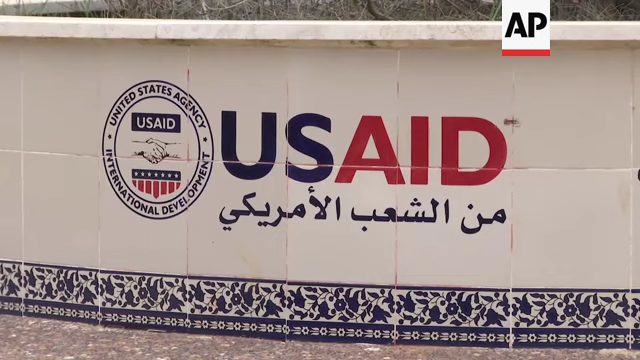 AP
UNITED STATES AGENCY
USAID
INTERNATIONAL DEVELOPMENT
USAID
من الشعب الأمريكي